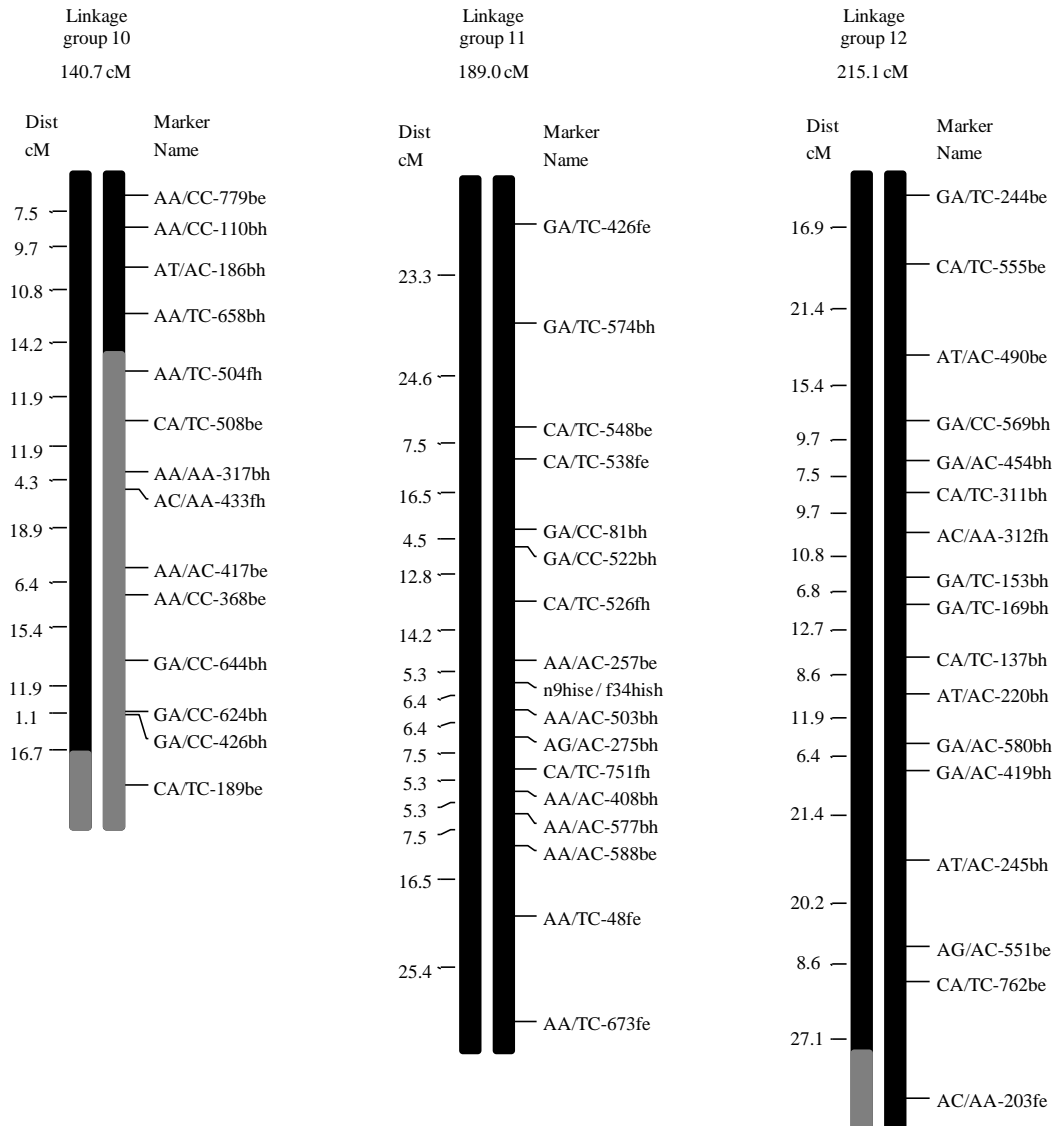 Linkage
group 10
140.7 cM
Dist
cM
Marker
Name
7.5
9.7
10.8
14.2
11.9
11.9
4.3
18.9
6.4
15.4
11.9
1.1
16.7
AA/CC-779be
AA/CC-110bh
AT/AC-186bh
AA/TC-658bh
AA/TC-504fh
CA/TC-508be
AA/AA-317bh
AC/AA-433fh
AA/AC-417be
AA/CC-368be
GA/CC-644bh
GA/CC-624bh
GA/CC-426bh
CA/TC-189be
Linkage
group 11
189.0 cM
Dist
cM
Marker
Name
23.3
24.6
7.5
16.5
4.5
12.8
14.2
5.3
6.4
6.4
7.5
5.3
5.3
7.5
16.5
25.4
GA/TC-426fe
GA/TC-574bh
CA/TC-548be
CA/TC-538fe
GA/CC-81bh
GA/CC-522bh
CA/TC-526fh
AA/AC-257be
n9hise / f34hish
AA/AC-503bh
AG/AC-275bh
CA/TC-751fh
AA/AC-408bh
AA/AC-577bh
AA/AC-588be
AA/TC-48fe
AA/TC-673fe
Linkage
group 12
215.1 cM
Dist
cM
Marker
Name
16.9
21.4
15.4
9.7
7.5
9.7
10.8
6.8
12.7
8.6
11.9
6.4
21.4
20.2
8.6
27.1
GA/TC-244be
CA/TC-555be
AT/AC-490be
GA/CC-569bh
GA/AC-454bh
CA/TC-311bh
AC/AA-312fh
GA/TC-153bh
GA/TC-169bh
CA/TC-137bh
AT/AC-220bh
GA/AC-580bh
GA/AC-419bh
AT/AC-245bh
AG/AC-551be
CA/TC-762be
AC/AA-203fe